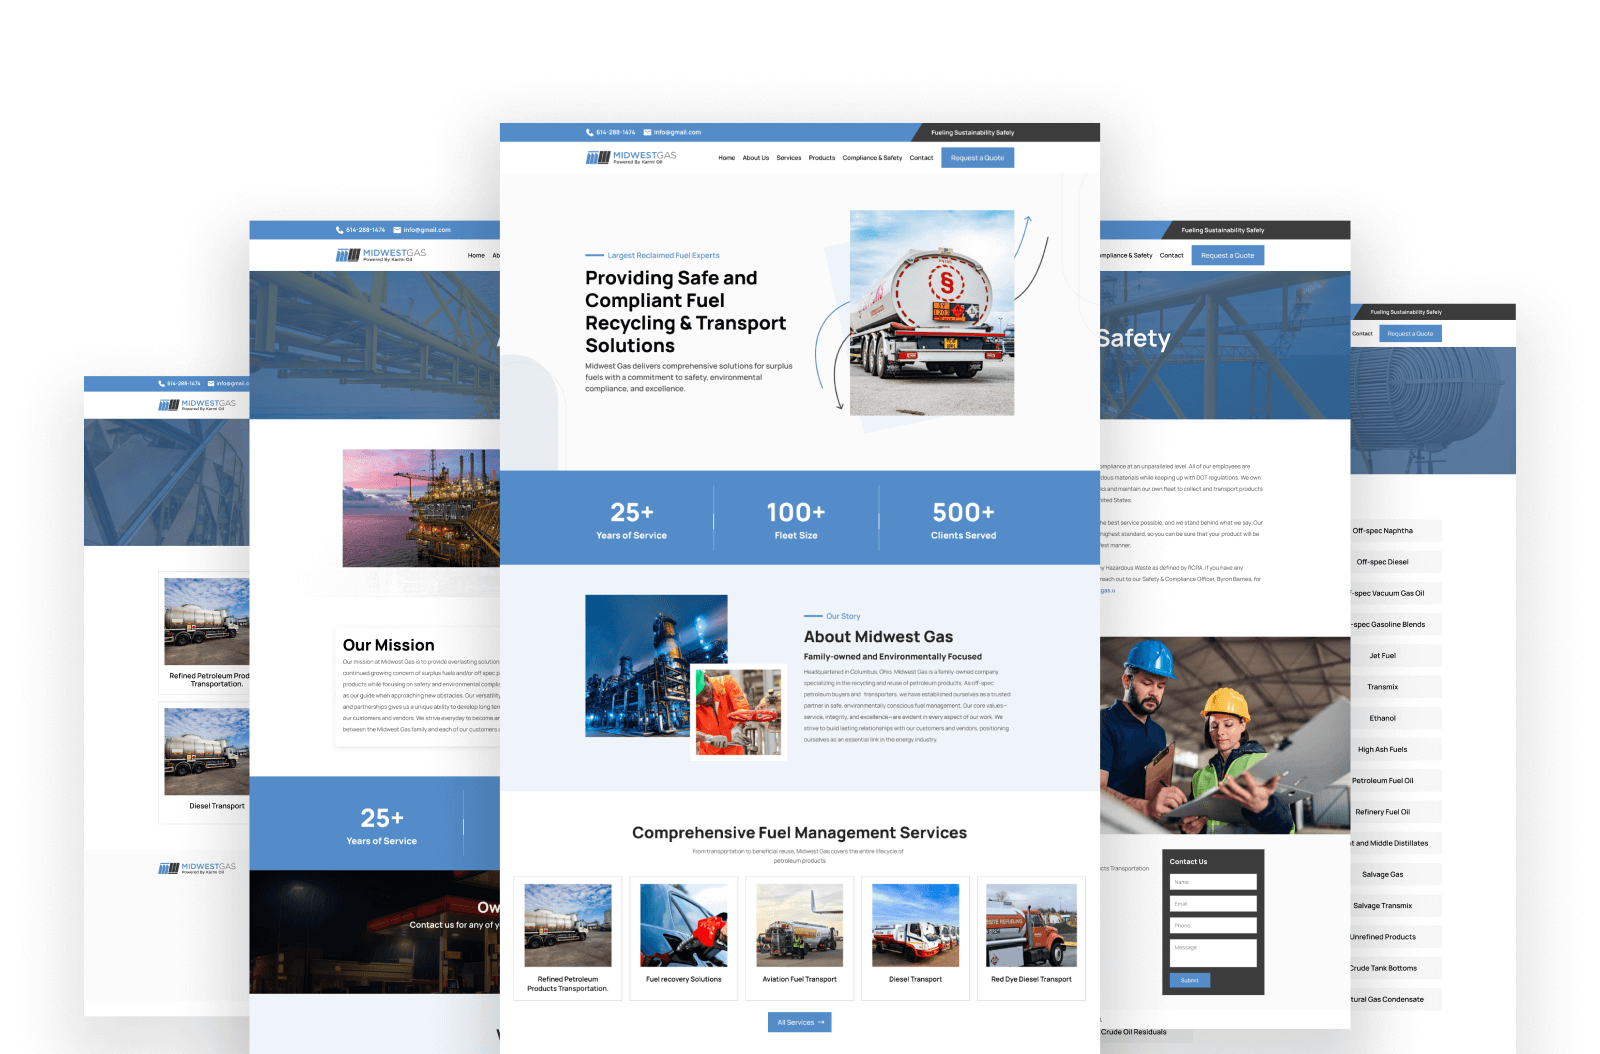 614-288-1474
info@gmail.com
Fueling Sustainability Safely
MIDWESTGAS
Powered By Karml Oil
Home
About Us
Services
Products
Compliance & Safety
Contact
Request a Quote
Largest Reclaimed Fuel Experts
Providing Safe and
Compliant Fuel
Recycling & Transport
Solutions
Midwest Gas delivers comprehensive solutions for surplus
fuels with a commitment to safety, environmental
compliance, and excellence.
25+
Years of Service
100+
Fleet Size
500+
Clients Served
Our Story
About Midwest Gas
Family-owned and Environmentally Focused
Headquartered in Columbus, Ohio, Midwest Gas is a family-owned company
specializing in the recycling and reuse of petroleum products. As off-spec
petroleum buyers and transporters, we have established ourselves as a trusted
partner in safe, environmentally conscious fuel management. Our core values—
service, integrity, and excellence—are evident in every aspect of our work. We
strive to build lasting relationships with our customers and vendors, positioning
ourselves as an essential link in the energy industry.
Comprehensive Fuel Management Services
From transportation to beneficial reuse, Midwest Gas covers the entire lifecycle of
petroleum products
Refined Petroleum
Products Transportation.
Fuel recovery Solutions
Aviation Fuel Transport
Diesel Transport
Red Dye Diesel Transport
All Services →
614-288-1474
info@gmail.com
MIDWESTGAS
Powered By Karml Oil
Home
Our Mission
Our mission at Midwest Gas is to provide everlasting solution
continued growing concern of surplus fuels and/or off spec p
products while focusing on safety and environmental compl
as our guide when approaching new obstacles. Our versatility
and partnerships gives us a unique ability to develop long ter
our customers and vendors. We strive everyday to become an
between the Midwest Gas family and each of our customers
25+
Years of Service
Contact us for any of y
614-288-1474
MIDWESTGAS
Powered By Karml Oil
Refined Petroleum Prod
Transportation.
Diesel Transport
MIDWESTGAS
Powered By Karml Oil
Fueling Sustainability Safely
mpliance & Safety
Contact
Request a Quote
Safety
ompliance at an unparalleled level. All of our employees are
rdous materials while keeping up with DOT regulations. We own
ks and maintain our own fleet to collect and transport products
nited States.
he best service possible, and we stand behind what we say. Our
highest standard, so you can be sure that your product will be
fest manner.
ny Hazardous Waste as defined by RCRA. If you have any
reach out to our Safety & Compliance Officer, Byron Barnea, for
gas.u
cts Transportation
Contact Us
Name
Email
Phone
Message
Submit
Fueling Sustainability Safely
Contact
Request a Quote
Off-spec Naphtha
Off-spec Diesel
f-spec Vacuum Gas Oil
-spec Gasoline Blends
Jet Fuel
Transmix
Ethanol
High Ash Fuels
Petroleum Fuel Oil
Refinery Fuel Oil
t and Middle Distillates
Salvage Gas
Salvage Transmix
Unrefined Products
Crude Tank Bottoms
tural Gas Condensate
Crude Oil Residuals